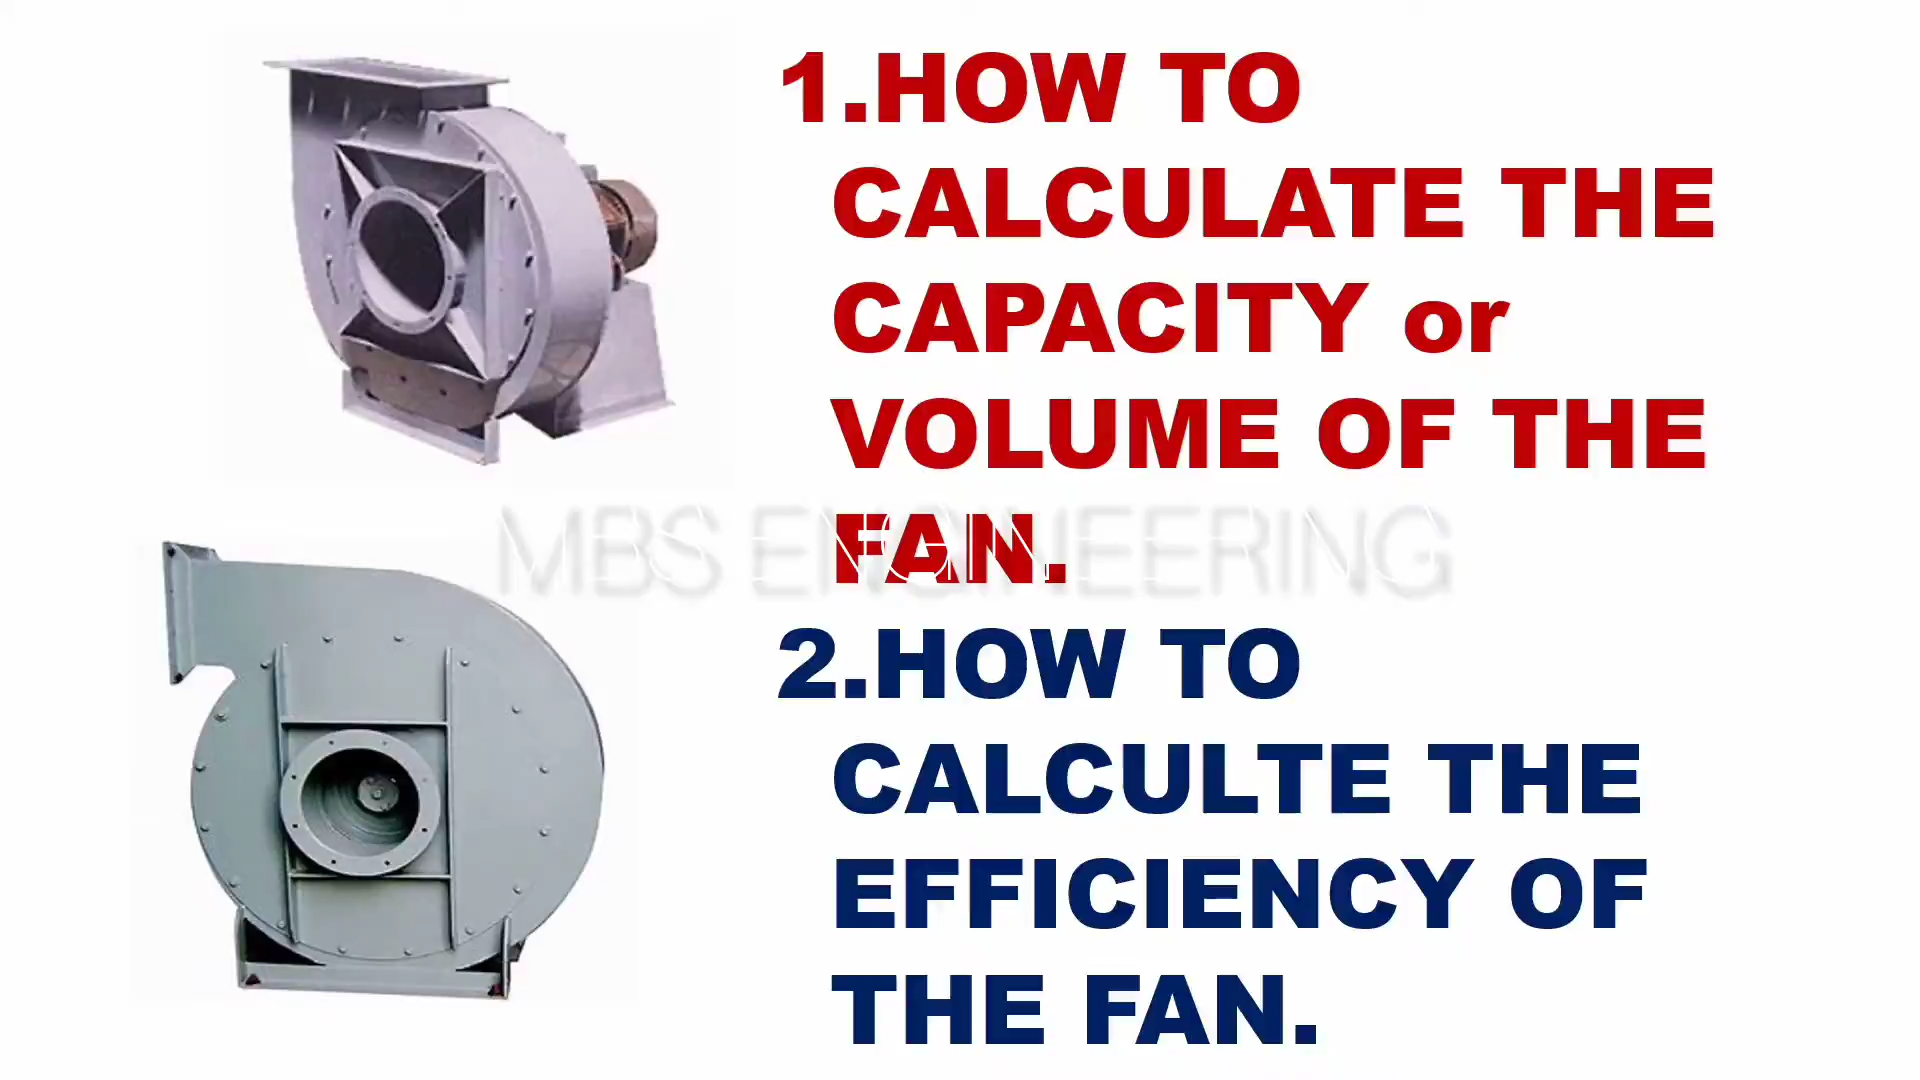 1.HOW TO
CALCULATE THE
CAPACITY or
VOLUME OF THE
FAN.
MBS ENGINEERING
2.HOW TO
CALCULTE THE
EFFICIENCY OF
THE FAN.